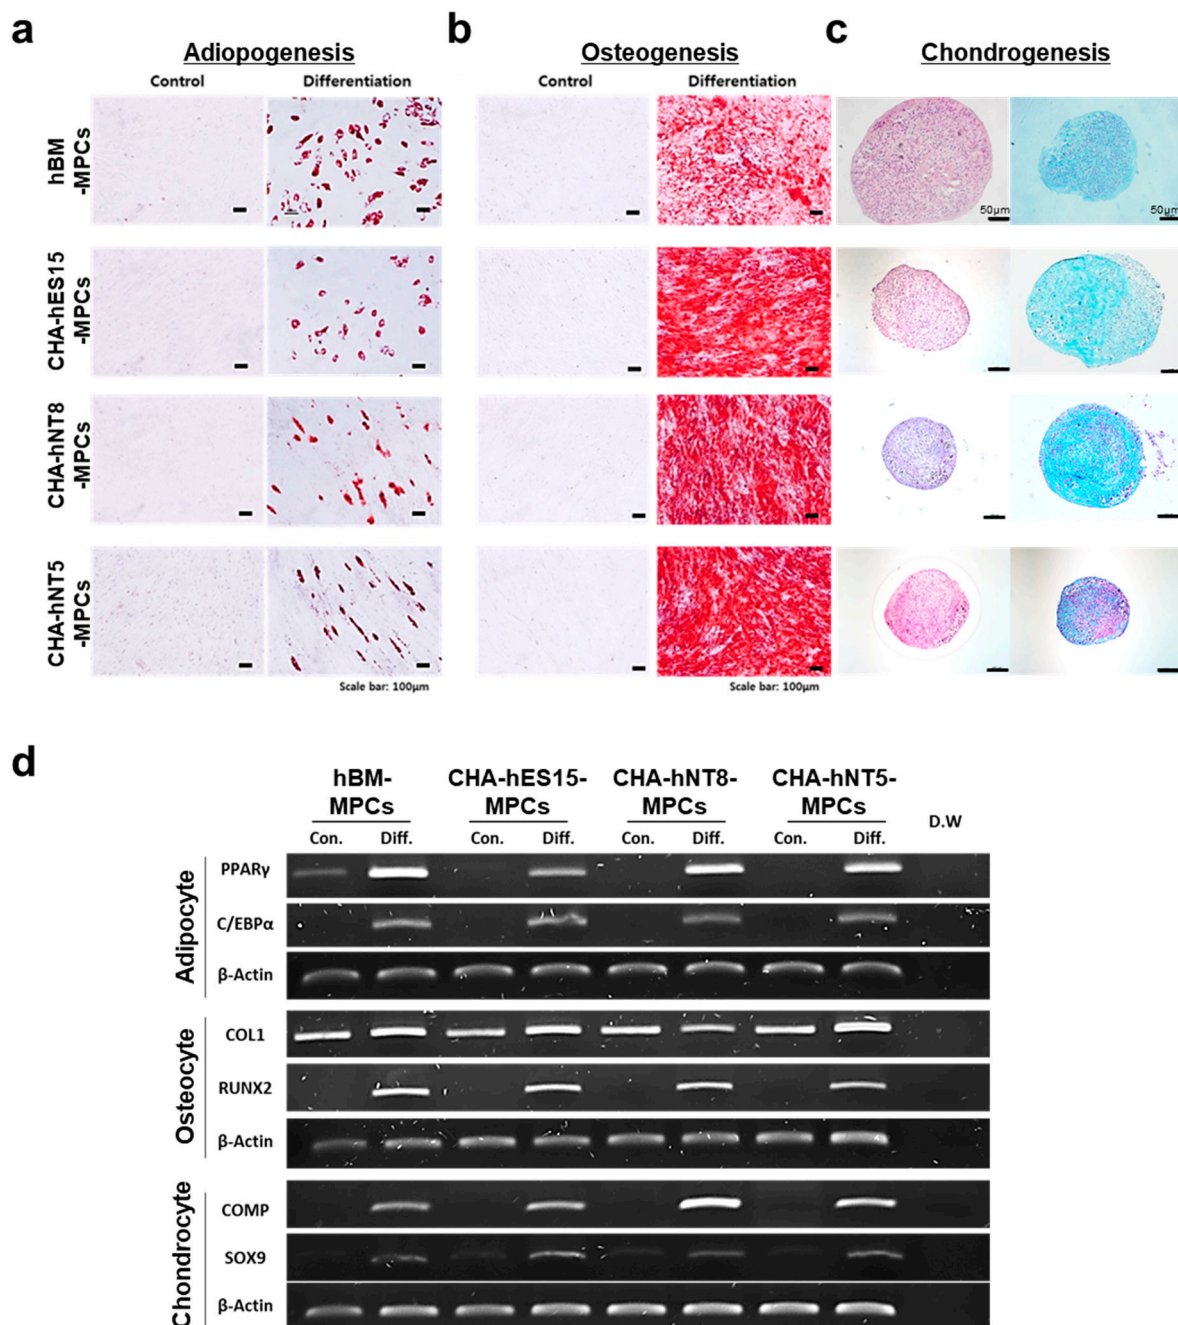 a
Adiopogenesis
Control Differentiation
b
Osteogenesis
Control Differentiation
c
Chondrogenesis
hBM
-MPCs
50μm
50μm
CHA-hES15
-MPCs
CHA-hNT8
-MPCs
CHA-hNT5
-MPCs
Scale bar: 100μm
Scale bar: 100μm
d
hBM-
MPCs
CHA-hES15-
MPCs
CHA-hNT8-
MPCs
CHA-hNT5-
MPCs
D.W
Con. Diff. Con. Diff. Con. Diff. Con. Diff.
Adipocyte
PPARγ
C/EBPα
β-Actin
Osteocyte
COL1
RUNX2
β-Actin
Chondrocyte
COMP
SOX9
β-Actin